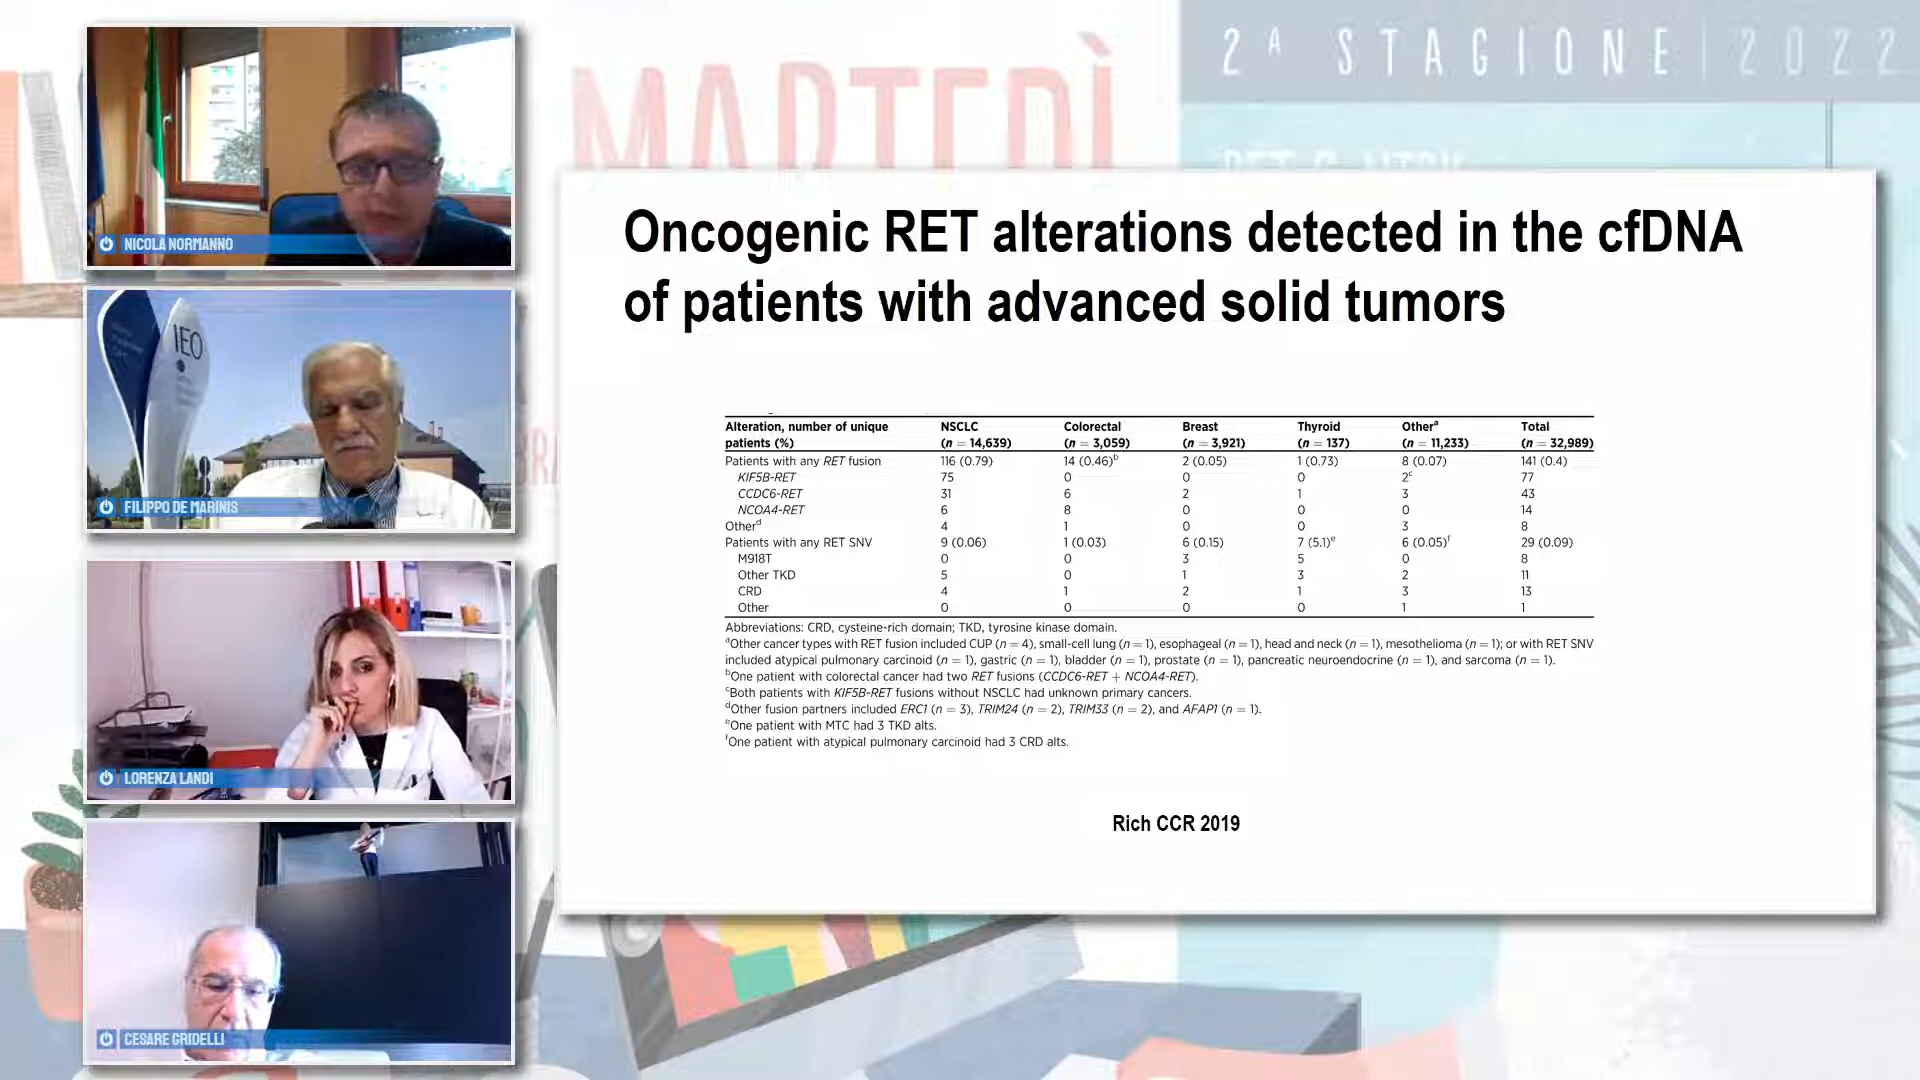 MARTEDÌ
2ª STAGIONE | 2022
NICOLA NORMANNO
IEO
FILIPPO DE MARINIS
LORENZA LANDI
CESARE GRIDELLI
Oncogenic RET alterations detected in the cfDNA
of patients with advanced solid tumors
Alteration, number of unique patients (%) NSCLC (n = 14,639) Colorectal (n = 3,059) Breast (n = 3,921) Thyroid (n = 137) Otherᵃ (n = 11,233) Total (n = 32,989)
Patients with any RET fusion 116 (0.79) 14 (0.46)ᵇ 2 (0.05) 1 (0.73) 8 (0.07) 141 (0.4)
KIF5B-RET 75 0 0 0 2ᶜ 77
CCDC6-RET 31 6 2 1 3 43
NCOA4-RET 6 8 0 0 0 14
Otherᵈ 4 1 0 0 3 8
Patients with any RET SNV 9 (0.06) 1 (0.03) 6 (0.15) 7 (5.1)ᵉ 6 (0.05)ᶠ 29 (0.09)
M918T 0 0 3 5 0 8
Other TKD 5 0 1 3 2 11
CRD 4 1 2 1 3 13
Other 0 0 0 0 1 1
Abbreviations: CRD, cysteine-rich domain; TKD, tyrosine kinase domain.
ᵃOther cancer types with RET fusion included CUP (n = 4), small-cell lung (n = 1), esophageal (n = 1), head and neck (n = 1), mesothelioma (n = 1); or with RET SNV
included atypical pulmonary carcinoid (n = 1), gastric (n = 1), bladder (n = 1), prostate (n = 1), pancreatic neuroendocrine (n = 1), and sarcoma (n = 1).
ᵇOne patient with colorectal cancer had two RET fusions (CCDC6-RET + NCOA4-RET).
ᶜBoth patients with KIF5B-RET fusions without NSCLC had unknown primary cancers.
ᵈOther fusion partners included ERC1 (n = 3), TRIM24 (n = 2), TRIM33 (n = 2), and AFAP1 (n = 1).
ᵉOne patient with MTC had 3 TKD alts.
ᶠOne patient with atypical pulmonary carcinoid had 3 CRD alts.
Rich CCR 2019